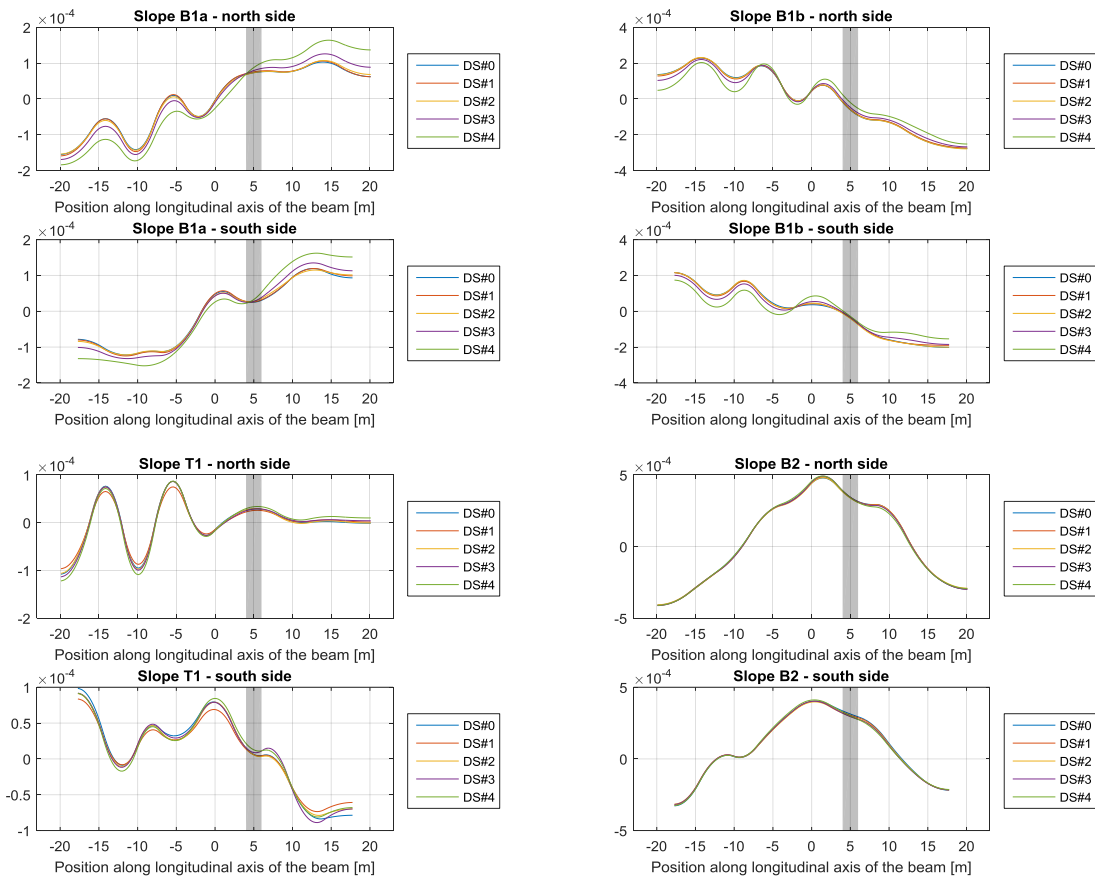 Slope B1a - north side
×10^-4
2
1
0
-1
-2
-20 -15 -10 -5 0 5 10 15 20
Position along longitudinal axis of the beam [m]
DS#0
DS#1
DS#2
DS#3
DS#4
Slope B1b - north side
×10^-4
4
2
0
-2
-4
-20 -15 -10 -5 0 5 10 15 20
Position along longitudinal axis of the beam [m]
DS#0
DS#1
DS#2
DS#3
DS#4
Slope B1a - south side
×10^-4
2
1
0
-1
-2
-20 -15 -10 -5 0 5 10 15 20
Position along longitudinal axis of the beam [m]
DS#0
DS#1
DS#2
DS#3
DS#4
Slope B1b - south side
×10^-4
4
2
0
-2
-4
-20 -15 -10 -5 0 5 10 15 20
Position along longitudinal axis of the beam [m]
DS#0
DS#1
DS#2
DS#3
DS#4
Slope T1 - north side
×10^-4
1
0
-1
-2
-20 -15 -10 -5 0 5 10 15 20
Position along longitudinal axis of the beam [m]
DS#0
DS#1
DS#2
DS#3
DS#4
Slope B2 - north side
×10^-4
5
0
-5
-20 -15 -10 -5 0 5 10 15 20
Position along longitudinal axis of the beam [m]
DS#0
DS#1
DS#2
DS#3
DS#4
Slope T1 - south side
×10^-4
1
0.5
0
-0.5
-1
-20 -15 -10 -5 0 5 10 15 20
Position along longitudinal axis of the beam [m]
DS#0
DS#1
DS#2
DS#3
DS#4
Slope B2 - south side
×10^-4
5
0
-5
-20 -15 -10 -5 0 5 10 15 20
Position along longitudinal axis of the beam [m]
DS#0
DS#1
DS#2
DS#3
DS#4